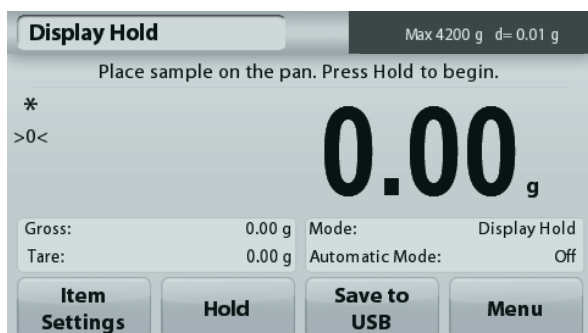 Display Hold
Max 4200 g d= 0.01 g
Place sample on the pan. Press Hold to begin.
*
>0<
0.00 g
Gross: 0.00 g
Tare: 0.00 g
Mode: Display Hold
Automatic Mode: Off
Item
Settings
Hold
Save to
USB
Menu